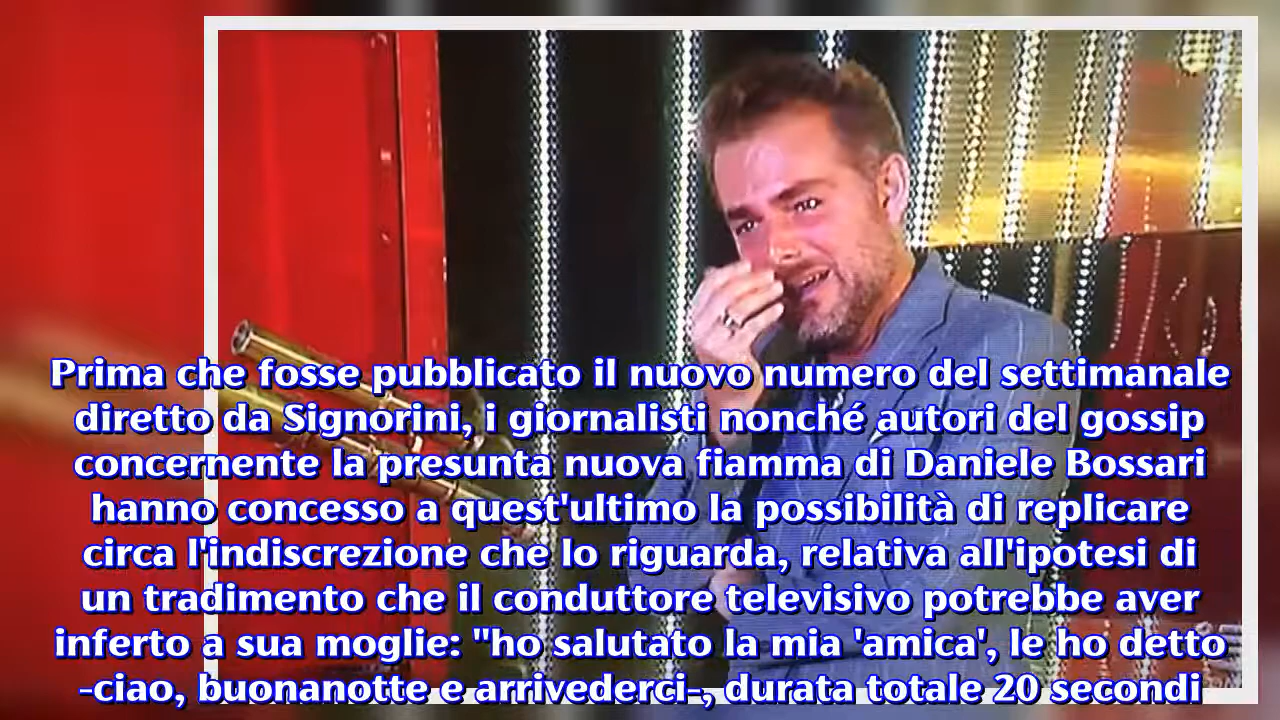 Prima che fosse pubblicato il nuovo numero del settimanale
diretto da Signorini, i giornalisti nonché autori del gossip
concernente la presunta nuova fiamma di Daniele Bossari
hanno concesso a quest'ultimo la possibilità di replicare
circa l'indiscrezione che lo riguarda, relativa all'ipotesi di
un tradimento che il conduttore televisivo potrebbe aver
inferto a sua moglie: "ho salutato la mia 'amica', le ho detto
-ciao, buonanotte e arrivederci-, durata totale 20 secondi